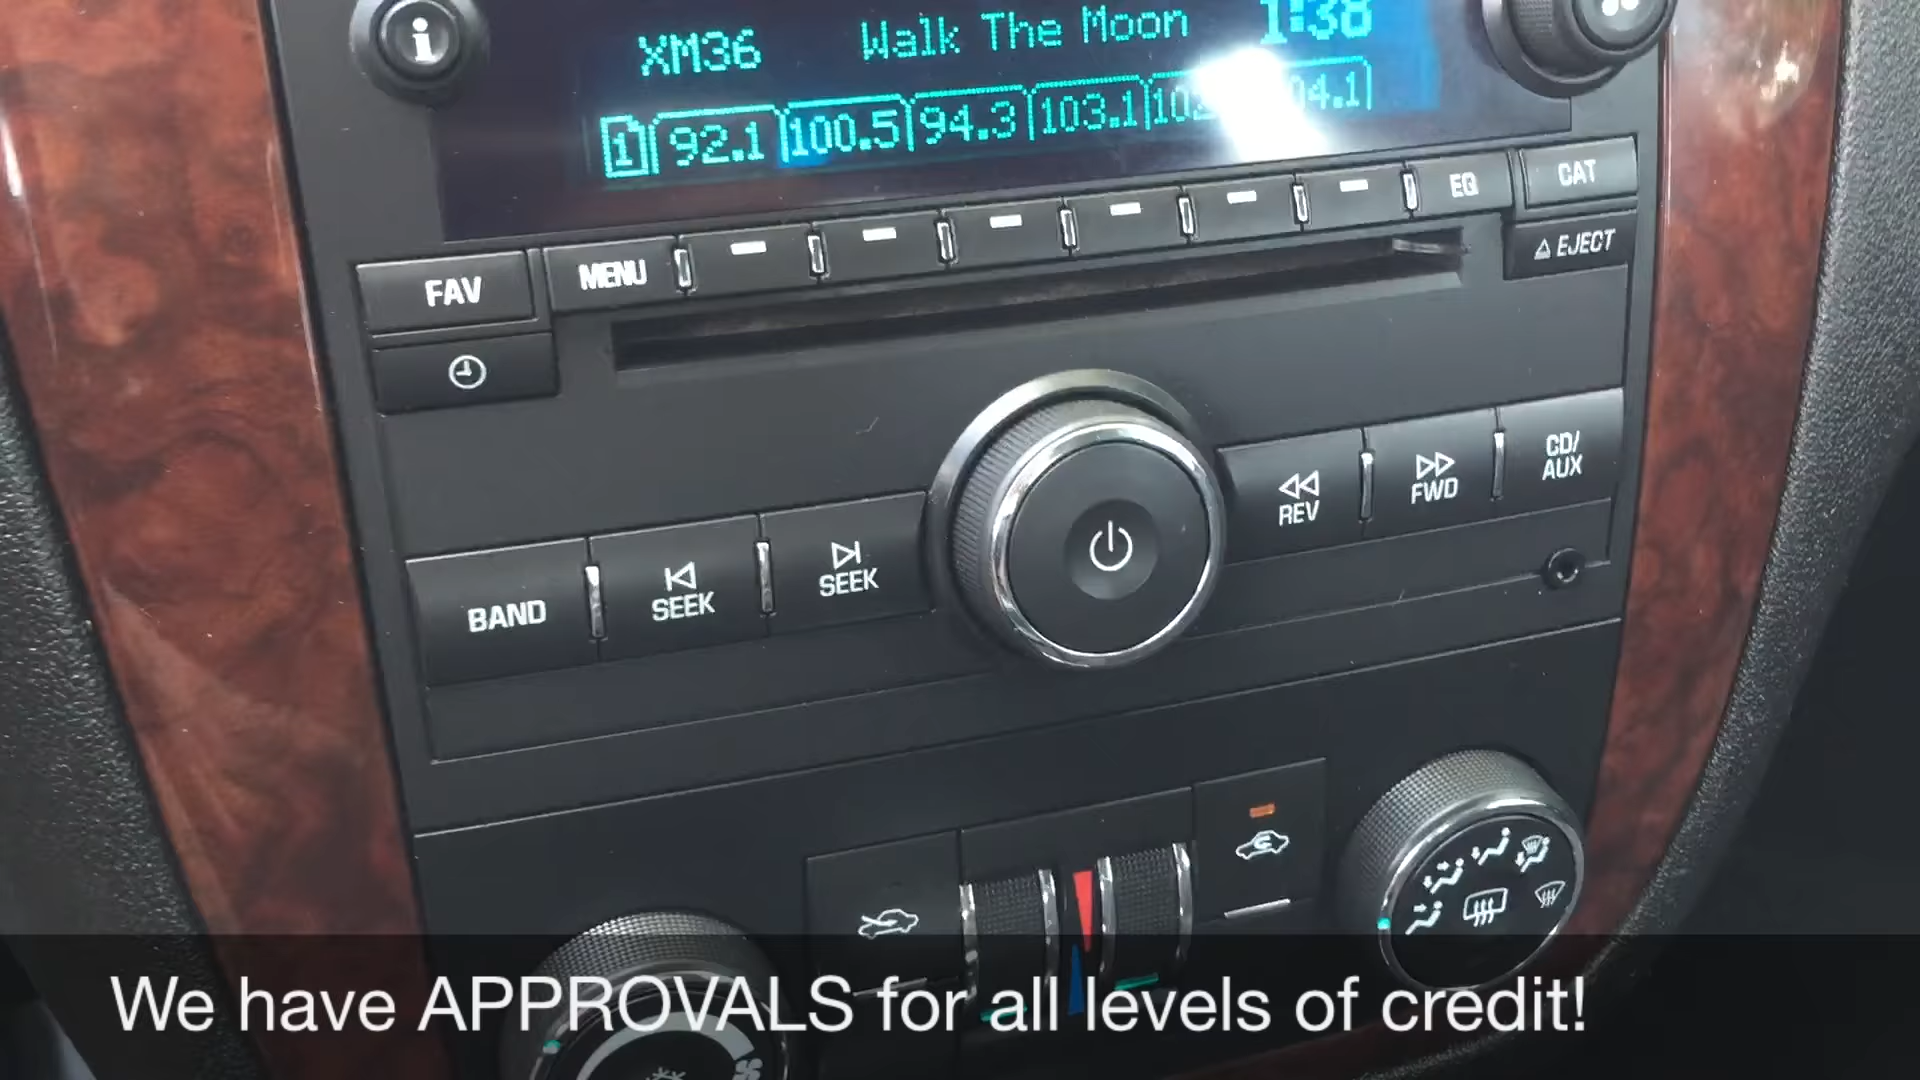 XM36 Walk The Moon 1:38
1 92.1 100.5 94.3 103.1
EQ CAT
FAV MENU EJECT
CD/
AUX
REV FWD
BAND SEEK SEEK
We have APPROVALS for all levels of credit!